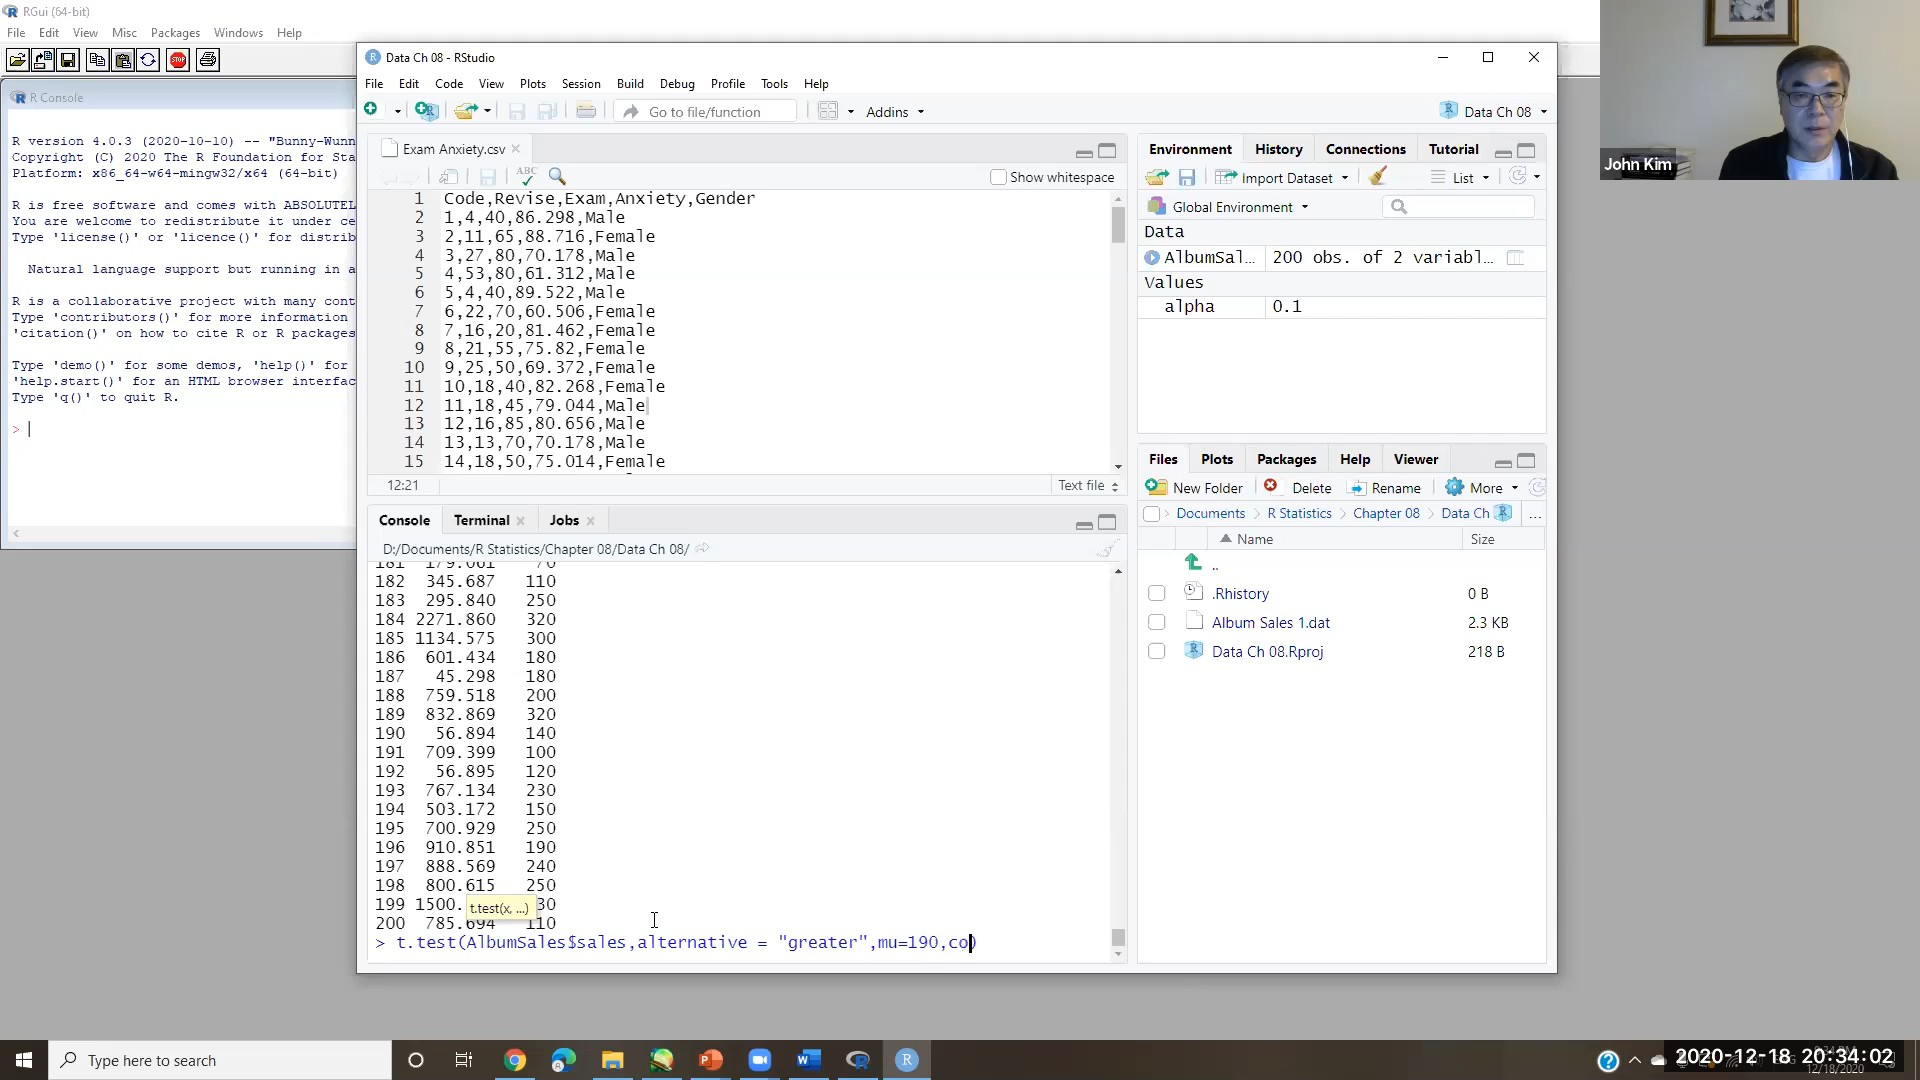 RGui (64-bit)
File Edit View Misc Packages Windows Help
STOP
R Console
R version 4.0.3 (2020-10-10) -- "Bunny-Wunn
Copyright (C) 2020 The R Foundation for Sta
Platform: x86_64-w64-mingw32/x64 (64-bit)
R is free software and comes with ABSOLUTEL
You are welcome to redistribute it under ce
Type 'license()' or 'licence()' for distrib
Natural language support but running in a
R is a collaborative project with many cont
Type 'contributors()' for more information
'citation()' on how to cite R or R packages
Type 'demo()' for some demos, 'help()' for
'help.start()' for an HTML browser interfac
Type 'q()' to quit R.
>
Data Ch 08 - RStudio
File Edit Code View Plots Session Build Debug Profile Tools Help
Go to file/function Addins Data Ch 08
Exam Anxiety.csv
ABC Show whitespace
1 Code,Revise,Exam,Anxiety,Gender
2 1,4,40,86.298,Male
3 2,11,65,88.716,Female
4 3,27,80,70.178,Male
5 4,53,80,61.312,Male
6 5,4,40,89.522,Male
7 6,22,70,60.506,Female
8 7,16,20,81.462,Female
9 8,21,55,75.82,Female
10 9,25,50,69.372,Female
11 10,18,40,82.268,Female
12 11,18,45,79.044,Male
13 12,16,85,80.656,Male
14 13,13,70,70.178,Male
15 14,18,50,75.014,Female
12:21 Text file
Console Terminal Jobs
D:/Documents/R Statistics/Chapter 08/Data Ch 08/
181 179.061 70
182 345.687 110
183 295.840 250
184 2271.860 320
185 1134.575 300
186 601.434 180
187 45.298 180
188 759.518 200
189 832.869 320
190 56.894 140
191 709.399 100
192 56.895 120
193 767.134 230
194 503.172 150
195 700.929 250
196 910.851 190
197 888.569 240
198 800.615 250
199 1500. 30
t.test(x, ...)
200 785.694 110
> t.test(AlbumSales$sales,alternative = "greater",mu=190,co)
Environment History Connections Tutorial
Import Dataset List
Global Environment
Data
AlbumSal... 200 obs. of 2 variabl...
Values
alpha 0.1
Files Plots Packages Help Viewer
New Folder Delete Rename More
Documents R Statistics Chapter 08 Data Ch ...
Name Size
..
.Rhistory 0 B
Album Sales 1.dat 2.3 KB
Data Ch 08.Rproj 218 B
John Kim
Type here to search
2020-12-18 20:34:02
12/18/2020